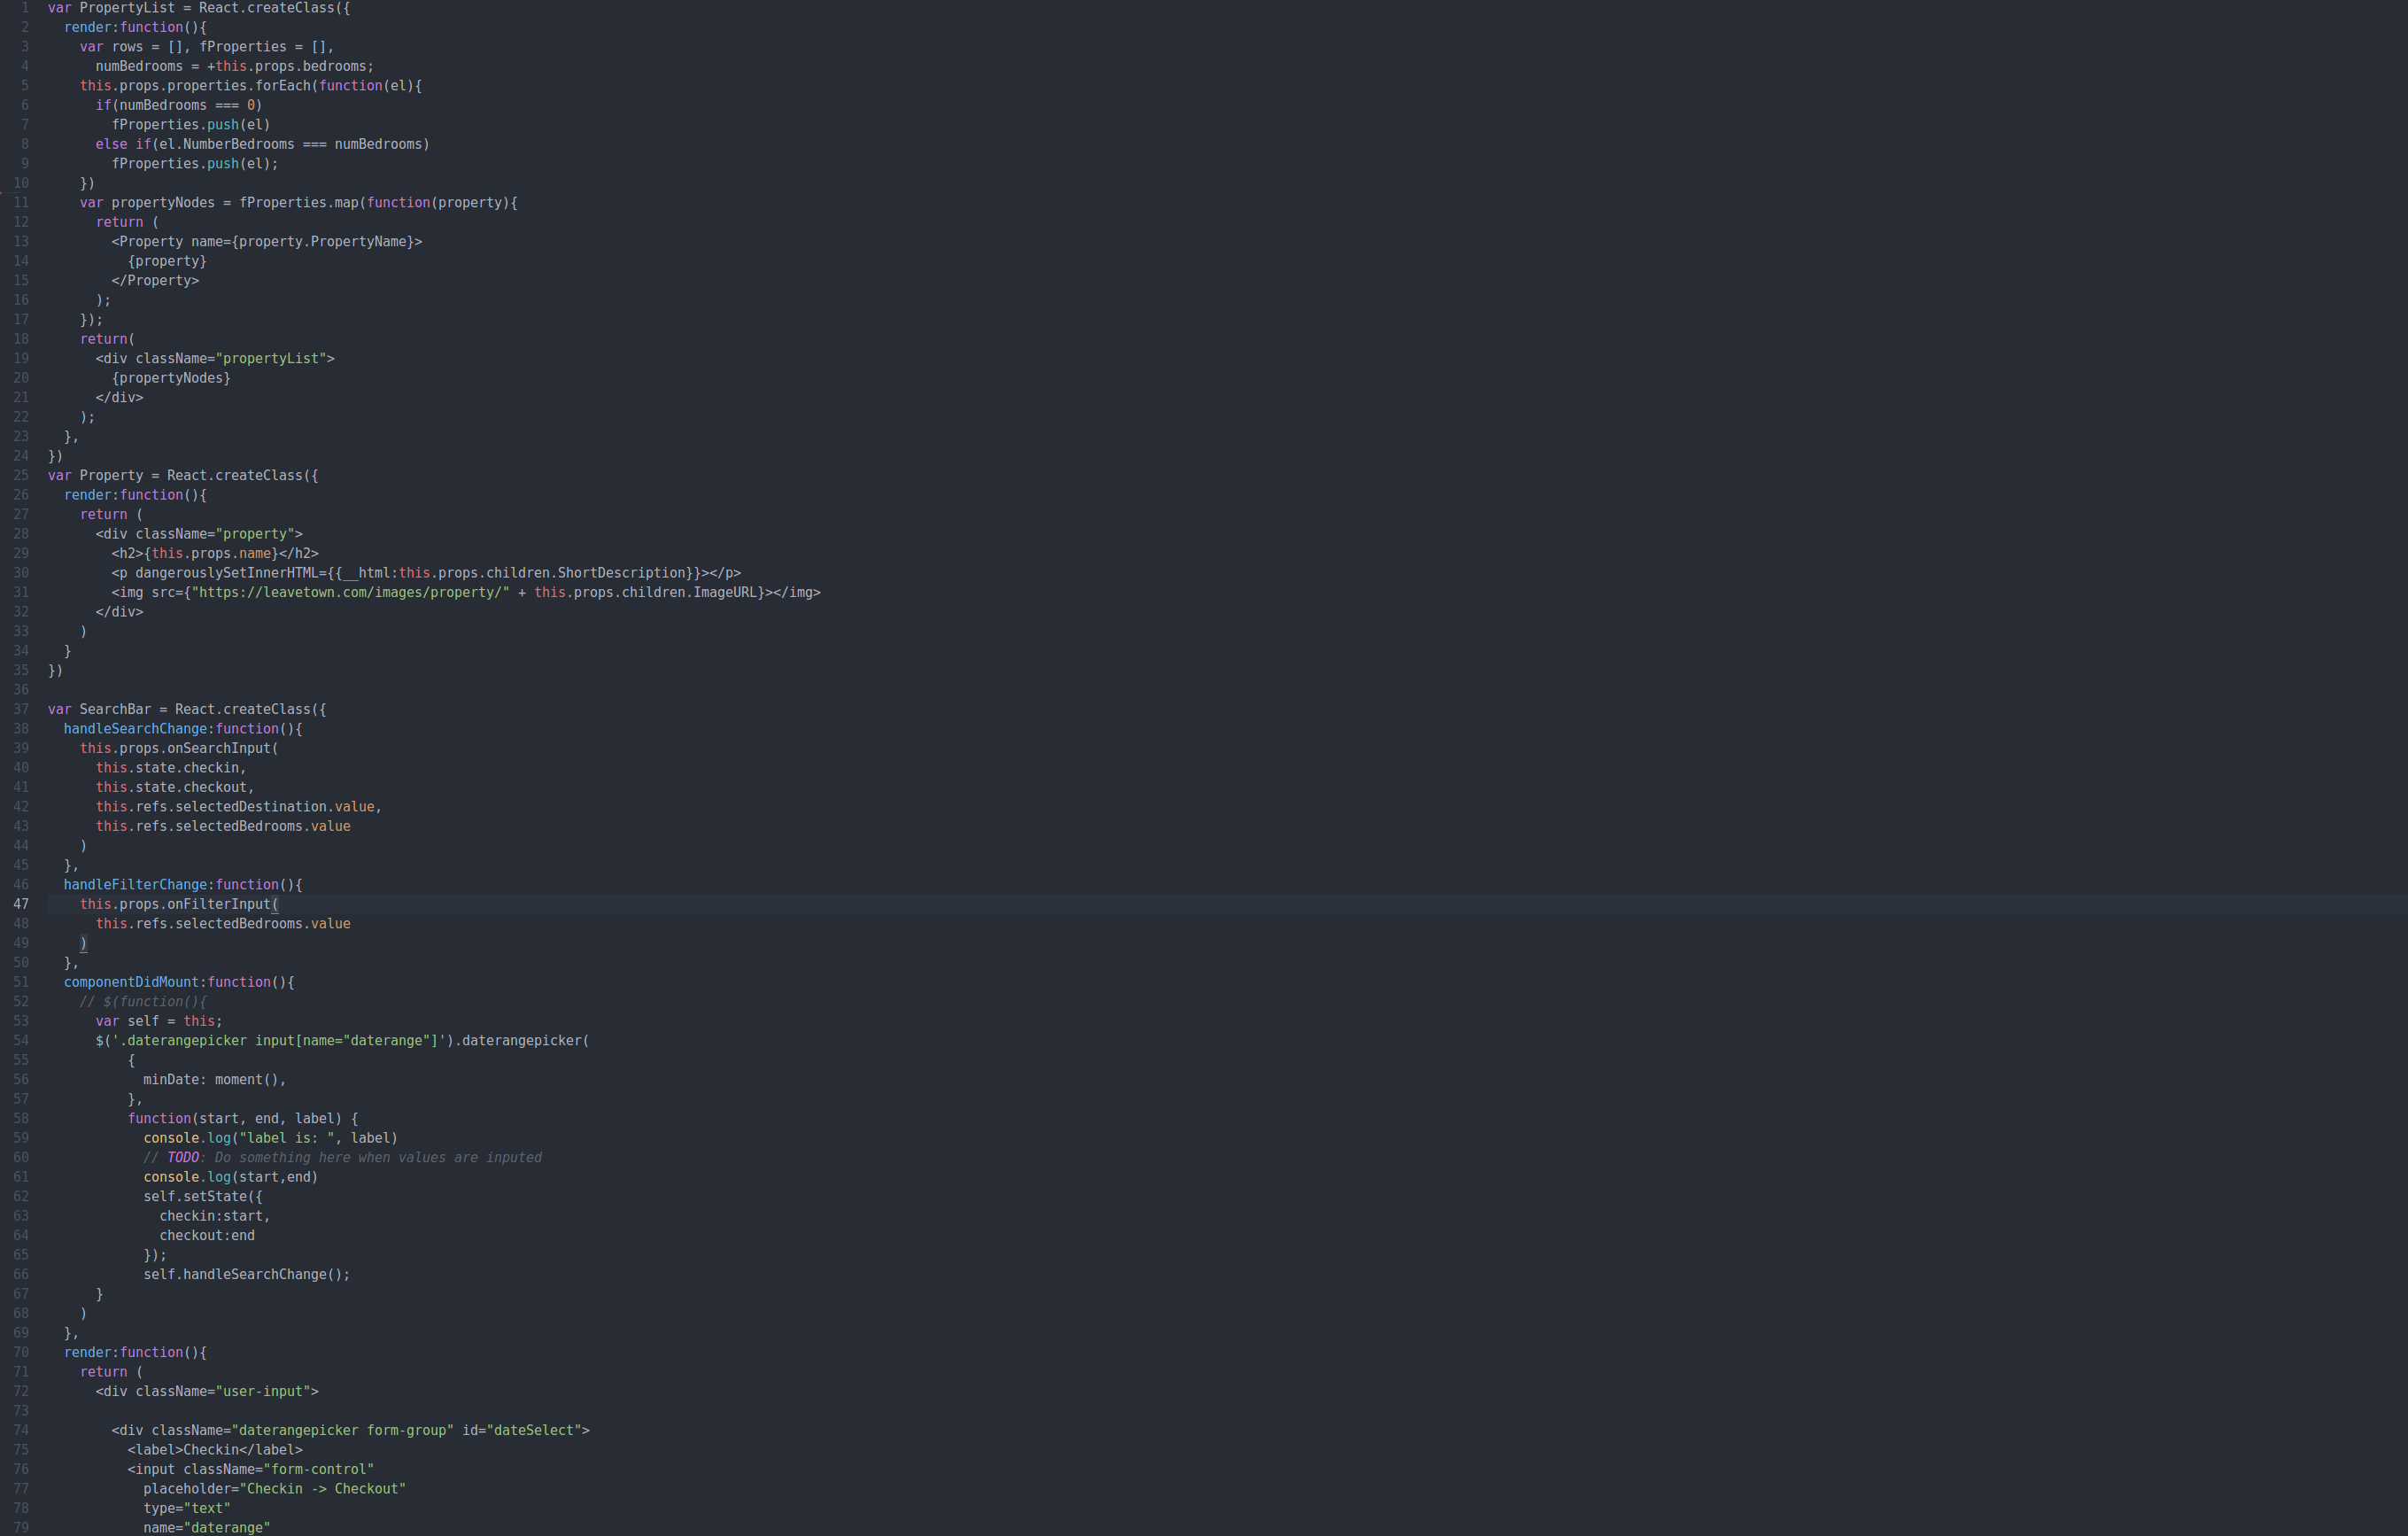 1 var PropertyList = React.createClass({
2   render:function(){
3     var rows = [], fProperties = [],
4       numBedrooms = +this.props.bedrooms;
5     this.props.properties.forEach(function(el){
6       if(numBedrooms === 0)
7         fProperties.push(el)
8       else if(el.NumberBedrooms === numBedrooms)
9         fProperties.push(el);
10     })
11     var propertyNodes = fProperties.map(function(property){
12       return (
13         <Property name={property.PropertyName}>
14           {property}
15         </Property>
16       );
17     });
18     return(
19       <div className="propertyList">
20         {propertyNodes}
21       </div>
22     );
23   },
24 })
25 var Property = React.createClass({
26   render:function(){
27     return (
28       <div className="property">
29         <h2>{this.props.name}</h2>
30         <p dangerouslySetInnerHTML={{__html:this.props.children.ShortDescription}}></p>
31         <img src={"https://leavetown.com/images/property/" + this.props.children.ImageURL}></img>
32       </div>
33     )
34   }
35 })
36
37 var SearchBar = React.createClass({
38   handleSearchChange:function(){
39     this.props.onSearchInput(
40       this.state.checkin,
41       this.state.checkout,
42       this.refs.selectedDestination.value,
43       this.refs.selectedBedrooms.value
44     )
45   },
46   handleFilterChange:function(){
47     this.props.onFilterInput(
48       this.refs.selectedBedrooms.value
49     )
50   },
51   componentDidMount:function(){
52     // $(function(){
53       var self = this;
54       $('.daterangepicker input[name="daterange"]').daterangepicker(
55           {
56             minDate: moment(),
57           },
58           function(start, end, label) {
59             console.log("label is: ", label)
60             // TODO: Do something here when values are inputed
61             console.log(start,end)
62             self.setState({
63               checkin:start,
64               checkout:end
65             });
66             self.handleSearchChange();
67       }
68     )
69   },
70   render:function(){
71     return (
72       <div className="user-input">
73
74         <div className="daterangepicker form-group" id="dateSelect">
75           <label>Checkin</label>
76           <input className="form-control"
77             placeholder="Checkin -> Checkout"
78             type="text"
79             name="daterange"